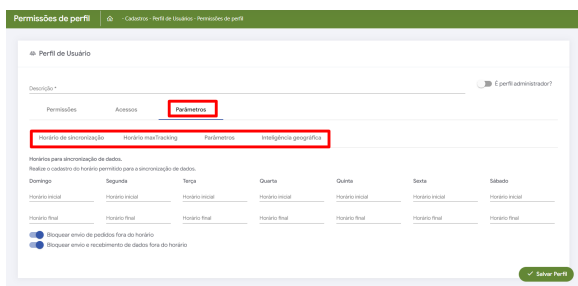 Permissões de perfil - Cadastros - Perfil de Usuários - Permissões de perfil
Perfil de Usuário
Descrição * É perfil administrador?
Permissões Acessos Parâmetros
Horário de sincronização Horário maxTracking Parâmetros Inteligência geográfica
Horários para sincronização de dados.
Realize o cadastro do horário permitido para a sincronização de dados.
Domingo Segunda Terça Quarta Quinta Sexta Sábado
Horário inicial Horário inicial Horário inicial Horário inicial Horário inicial Horário inicial Horário inicial
Horário final Horário final Horário final Horário final Horário final Horário final Horário final
Bloquear envio de pedidos fora do horário
Bloquear envio e recebimento de dados fora do horário
Salvar Perfil